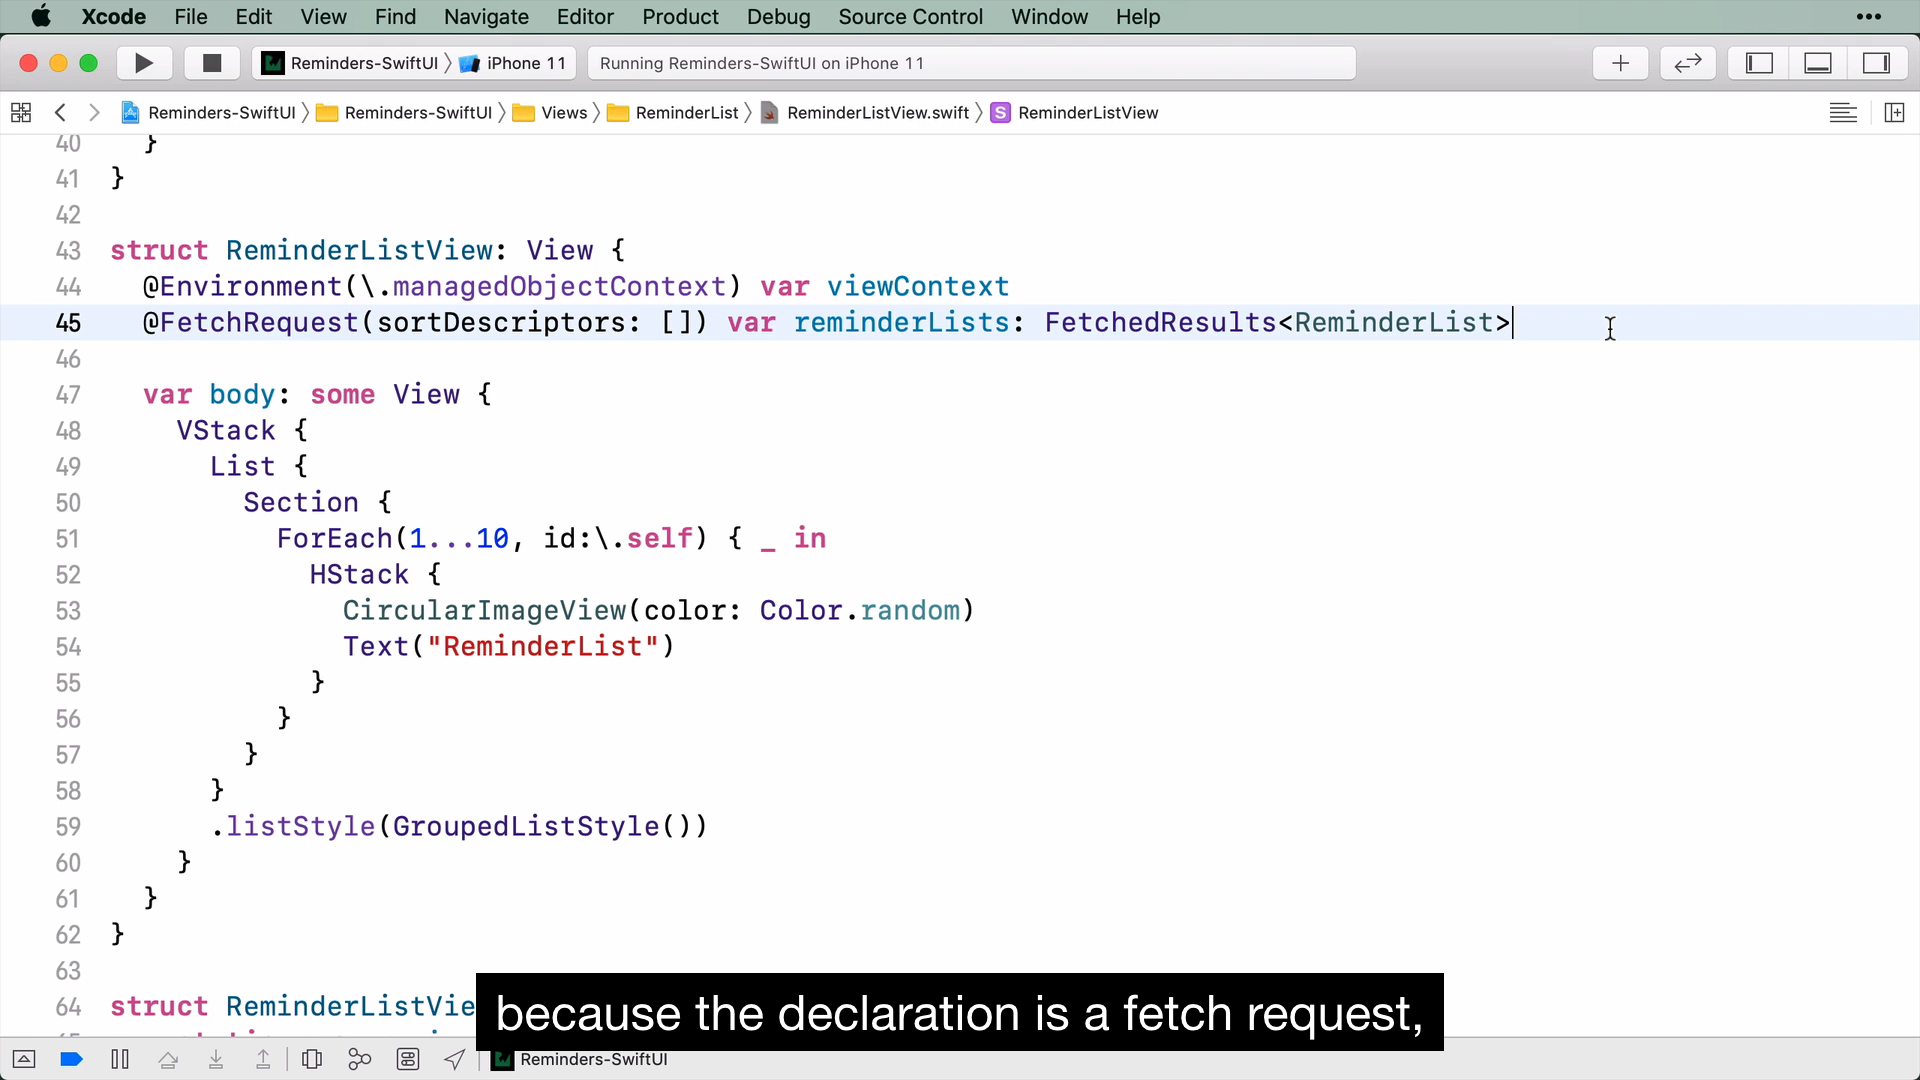 Xcode File Edit View Find Navigate Editor Product Debug Source Control Window Help
Reminders-SwiftUI iPhone 11 Running Reminders-SwiftUI on iPhone 11
Reminders-SwiftUI Reminders-SwiftUI Views ReminderList ReminderListView.swift S ReminderListView
40 }
41 }
42
43 struct ReminderListView: View {
44 @Environment(\.managedObjectContext) var viewContext
45 @FetchRequest(sortDescriptors: []) var reminderLists: FetchedResults<ReminderList>
46
47 var body: some View {
48 VStack {
49 List {
50 Section {
51 ForEach(1...10, id:\.self) { _ in
52 HStack {
53 CircularImageView(color: Color.random)
54 Text("ReminderList")
55 }
56 }
57 }
58 }
59 .listStyle(GroupedListStyle())
60 }
61 }
62 }
63
64 struct ReminderListVie
because the declaration is a fetch request,
Reminders-SwiftUI